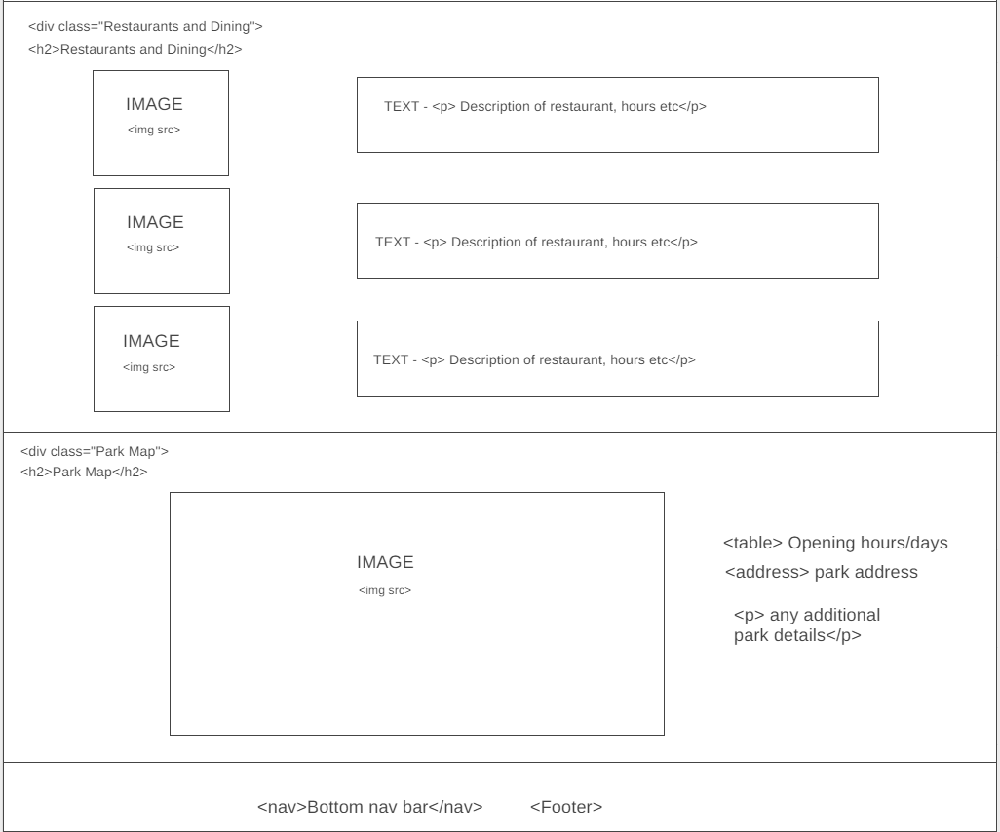 <div class="Restaurants and Dining">
<h2>Restaurants and Dining</h2>
IMAGE
<img src>
TEXT - <p> Description of restaurant, hours etc</p>
IMAGE
<img src>
TEXT - <p> Description of restaurant, hours etc</p>
IMAGE
<img src>
TEXT - <p> Description of restaurant, hours etc</p>
<div class="Park Map">
<h2>Park Map</h2>
IMAGE
<img src>
<table> Opening hours/days
<address> park address
<p> any additional
park details</p>
<nav>Bottom nav bar</nav>
<Footer>